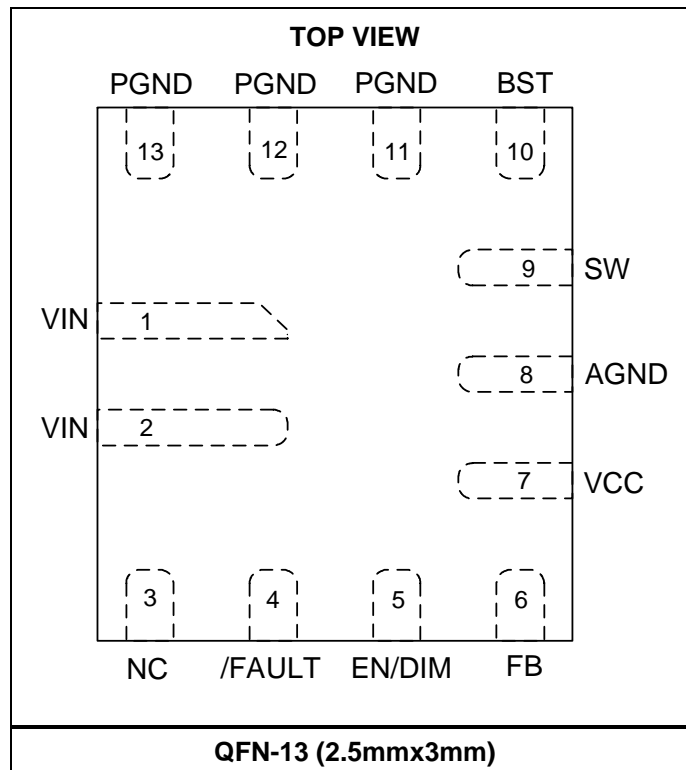 TOP VIEW
PGND PGND PGND BST
13 12 11 10
9 SW
VIN 1
8 AGND
VIN 2
7 VCC
3 4 5 6
NC /FAULT EN/DIM FB
QFN-13 (2.5mmx3mm)